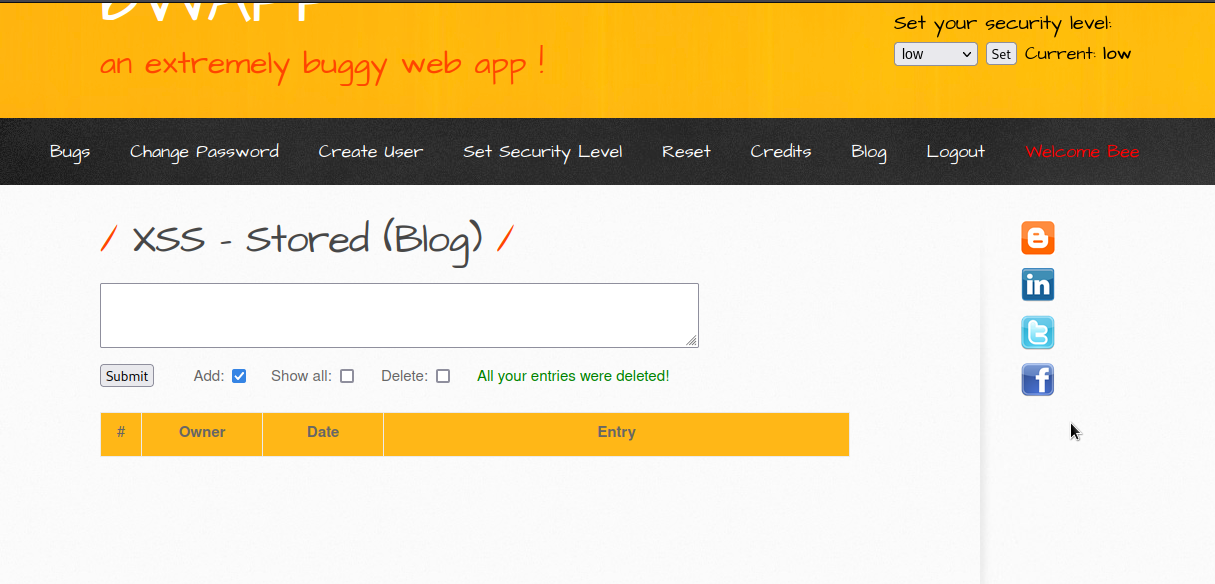 bWAPP
an extremely buggy web app !
Set your security level:
low Set Current: low
Bugs Change Password Create User Set Security Level Reset Credits Blog Logout Welcome Bee
/ XSS - Stored (Blog) /
Submit Add: Show all: Delete: All your entries were deleted!
# Owner Date Entry